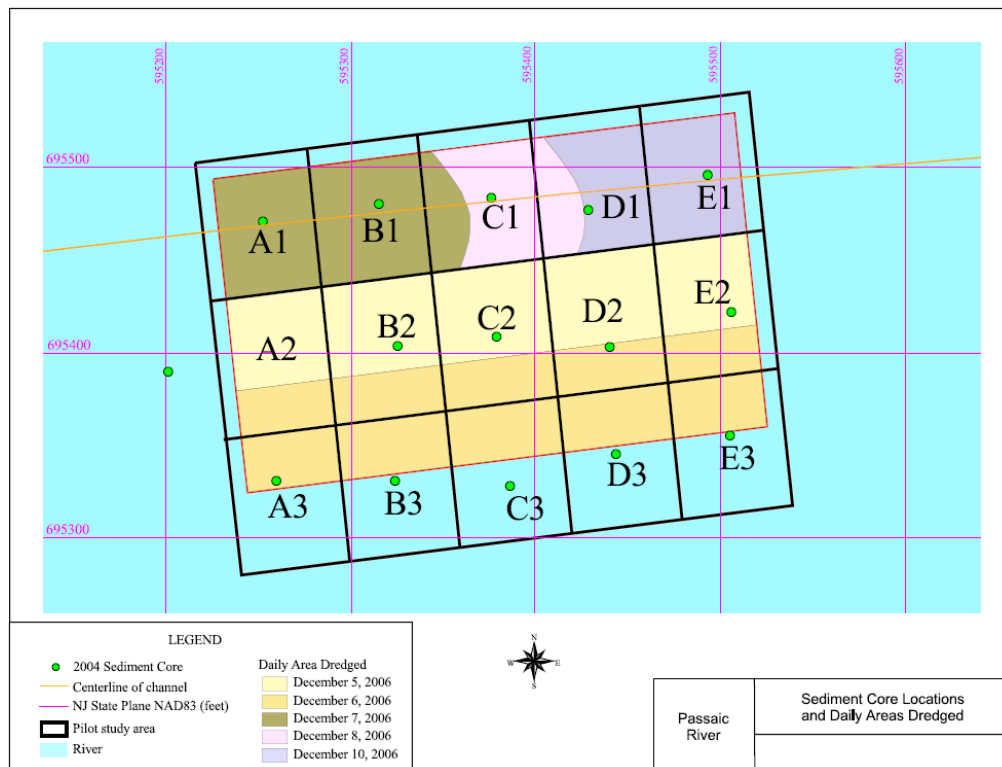 595200
595300
595400
595500
595600
695500
A1
B1
C1
D1
E1
A2
B2
C2
D2
E2
695400
A3
B3
C3
D3
E3
695300
LEGEND
2004 Sediment Core
Centerline of channel
NJ State Plane NAD83 (feet)
Pilot study area
River
Daily Area Dredged
December 5, 2006
December 6, 2006
December 7, 2006
December 8, 2006
December 10, 2006
N
W E
S
Passaic
River
Sediment Core Locations
and Daily Areas Dredged